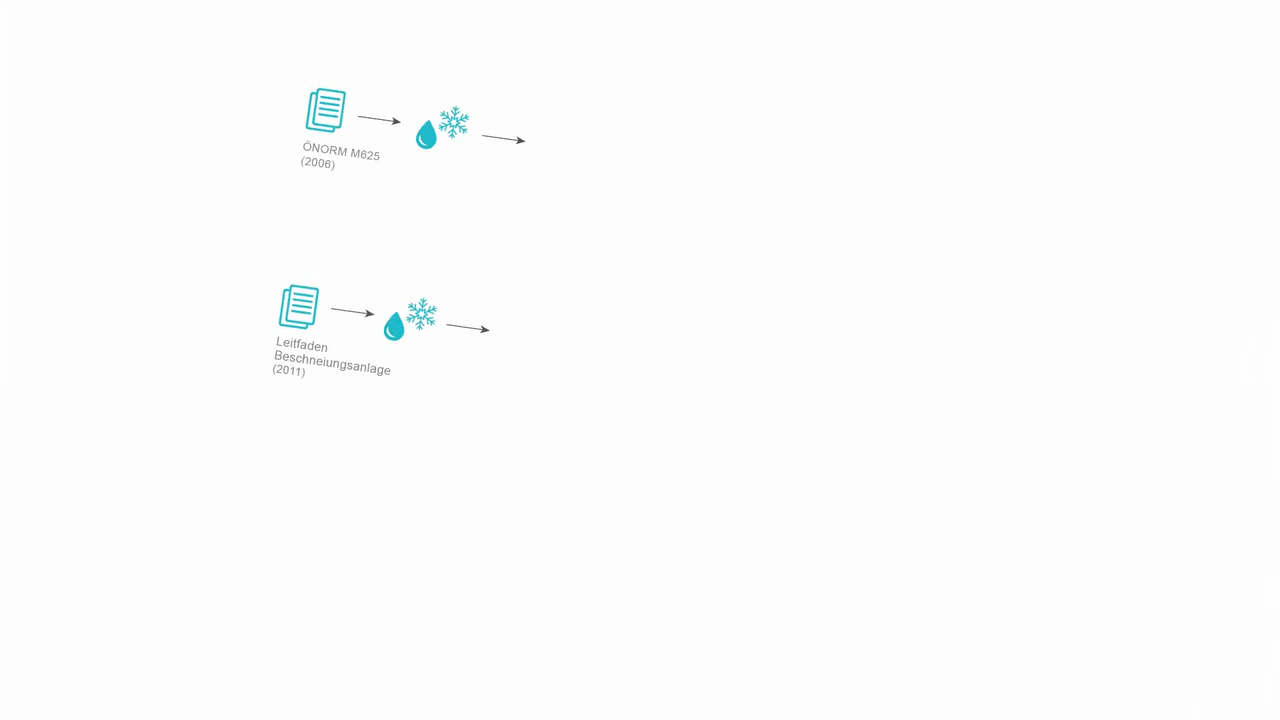 ÖNORM M625
(2006)
Leitfaden
Beschneiungsanlage
(2011)